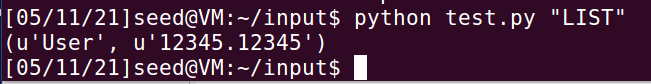 [05/11/21]seed@VM:~/input$ python test.py "LIST"
(u'User', u'12345.12345')
[05/11/21]seed@VM:~/input$